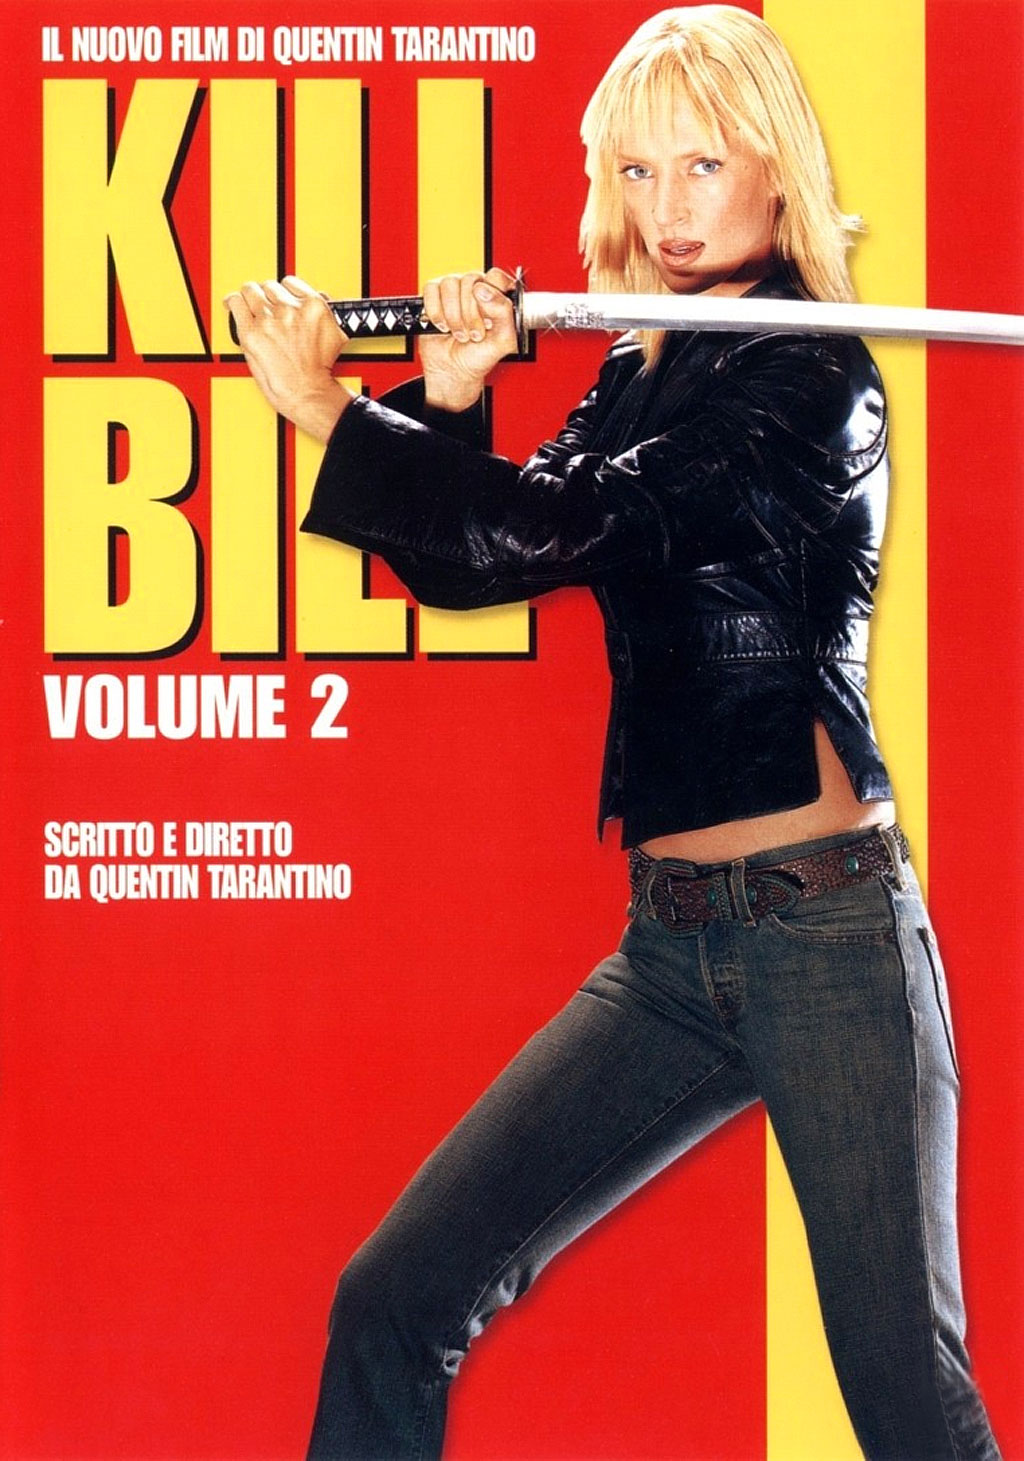 IL NUOVO FILM DI QUENTIN TARANTINO
KILL
BILL
VOLUME 2
SCRITTO E DIRETTO
DA QUENTIN TARANTINO